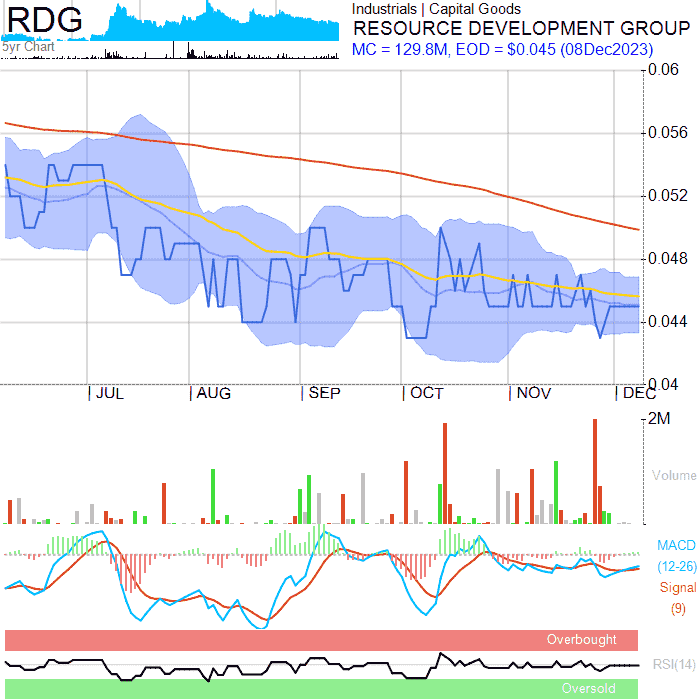 RDG
5yr Chart
Industrials | Capital Goods
RESOURCE DEVELOPMENT GROUP
MC = 129.8M, EOD = $0.045 (08Dec2023)
0.06
0.056
0.052
0.048
0.044
0.04
JUL AUG SEP OCT NOV DEC
2M
Volume
MACD
(12-26)
Signal
(9)
Overbought
RSI(14)
Oversold